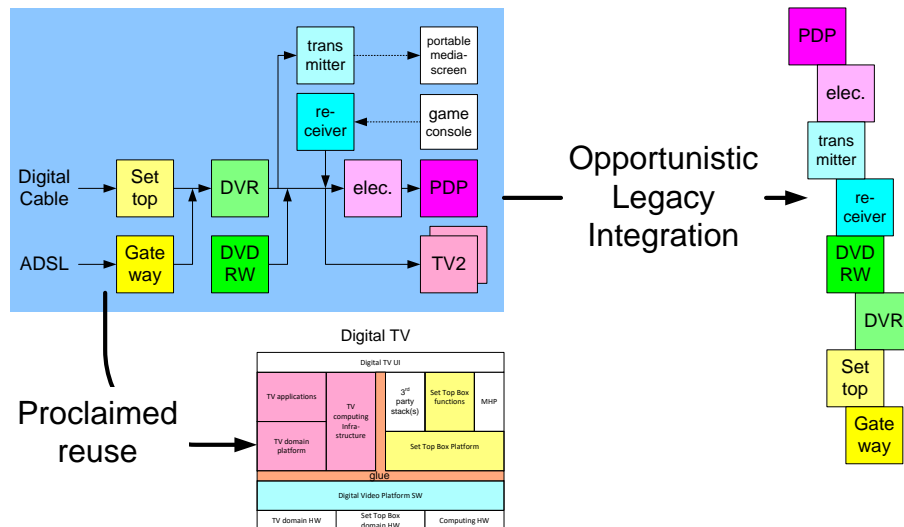 trans
mitter
portable
media-
screen
re-
ceiver
game
console
Digital
Cable
Set
top
DVR
elec.
PDP
ADSL
Gate
way
DVD
RW
TV2
Opportunistic
Legacy
Integration
PDP
elec.
trans
mitter
re-
ceiver
DVD
RW
DVR
Set
top
Gate
way
Proclaimed
reuse
Digital TV
Digital TV UI
TV applications
TV
computing
Infra-
structure
3rd
party
stack(s)
Set Top Box
functions
MHP
TV domain
platform
Set Top Box Platform
glue
Digital Video Platform SW
TV domain HW
Set Top Box
domain HW
Computing HW